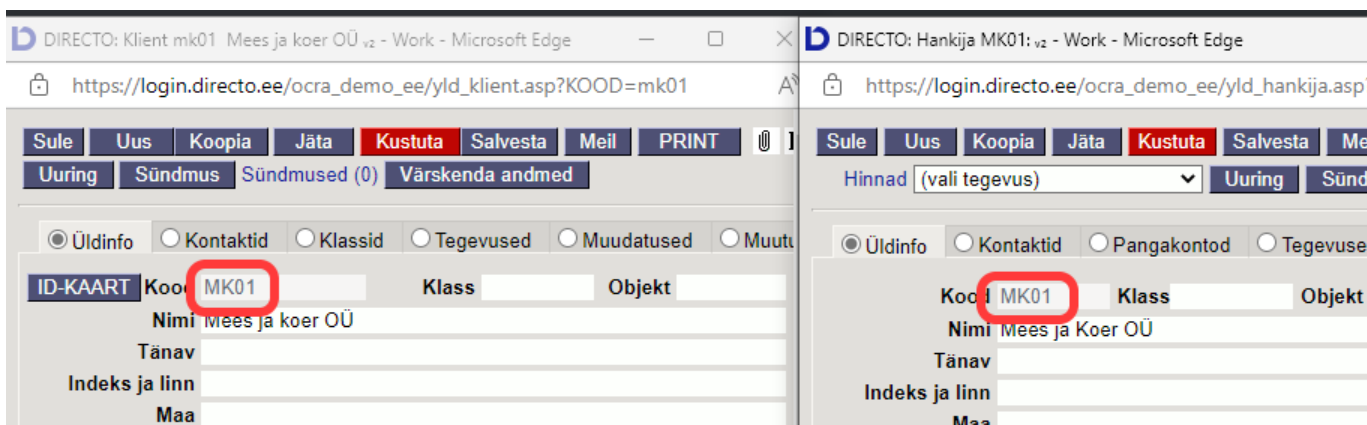 DIRECTO: Klient mk01 Mees ja koer OÜ v2 - Work - Microsoft Edge
https://login.directo.ee/ocra_demo_ee/yld_klient.asp?KOOD=mk01
Sule Uus Koopia Jäta Kustuta Salvesta Meil PRINT
Uuring Sündmus Sündmused (0) Värskenda andmed
Üldinfo Kontaktid Klassid Tegevused Muudatused Muutu
ID-KAART Kood MK01 Klass Objekt
Nimi Mees ja koer OÜ
Tänav
Indeks ja linn
Maa
DIRECTO: Hankija MK01: v2 - Work - Microsoft Edge
https://login.directo.ee/ocra_demo_ee/yld_hankija.asp?
Sule Uus Koopia Jäta Kustuta Salvesta Me
Hinnad (vali tegevus) Uuring Sünd
Üldinfo Kontaktid Pangakontod Tegevuse
Kood MK01 Klass Objekt
Nimi Mees ja Koer OÜ
Tänav
Indeks ja linn
Maa